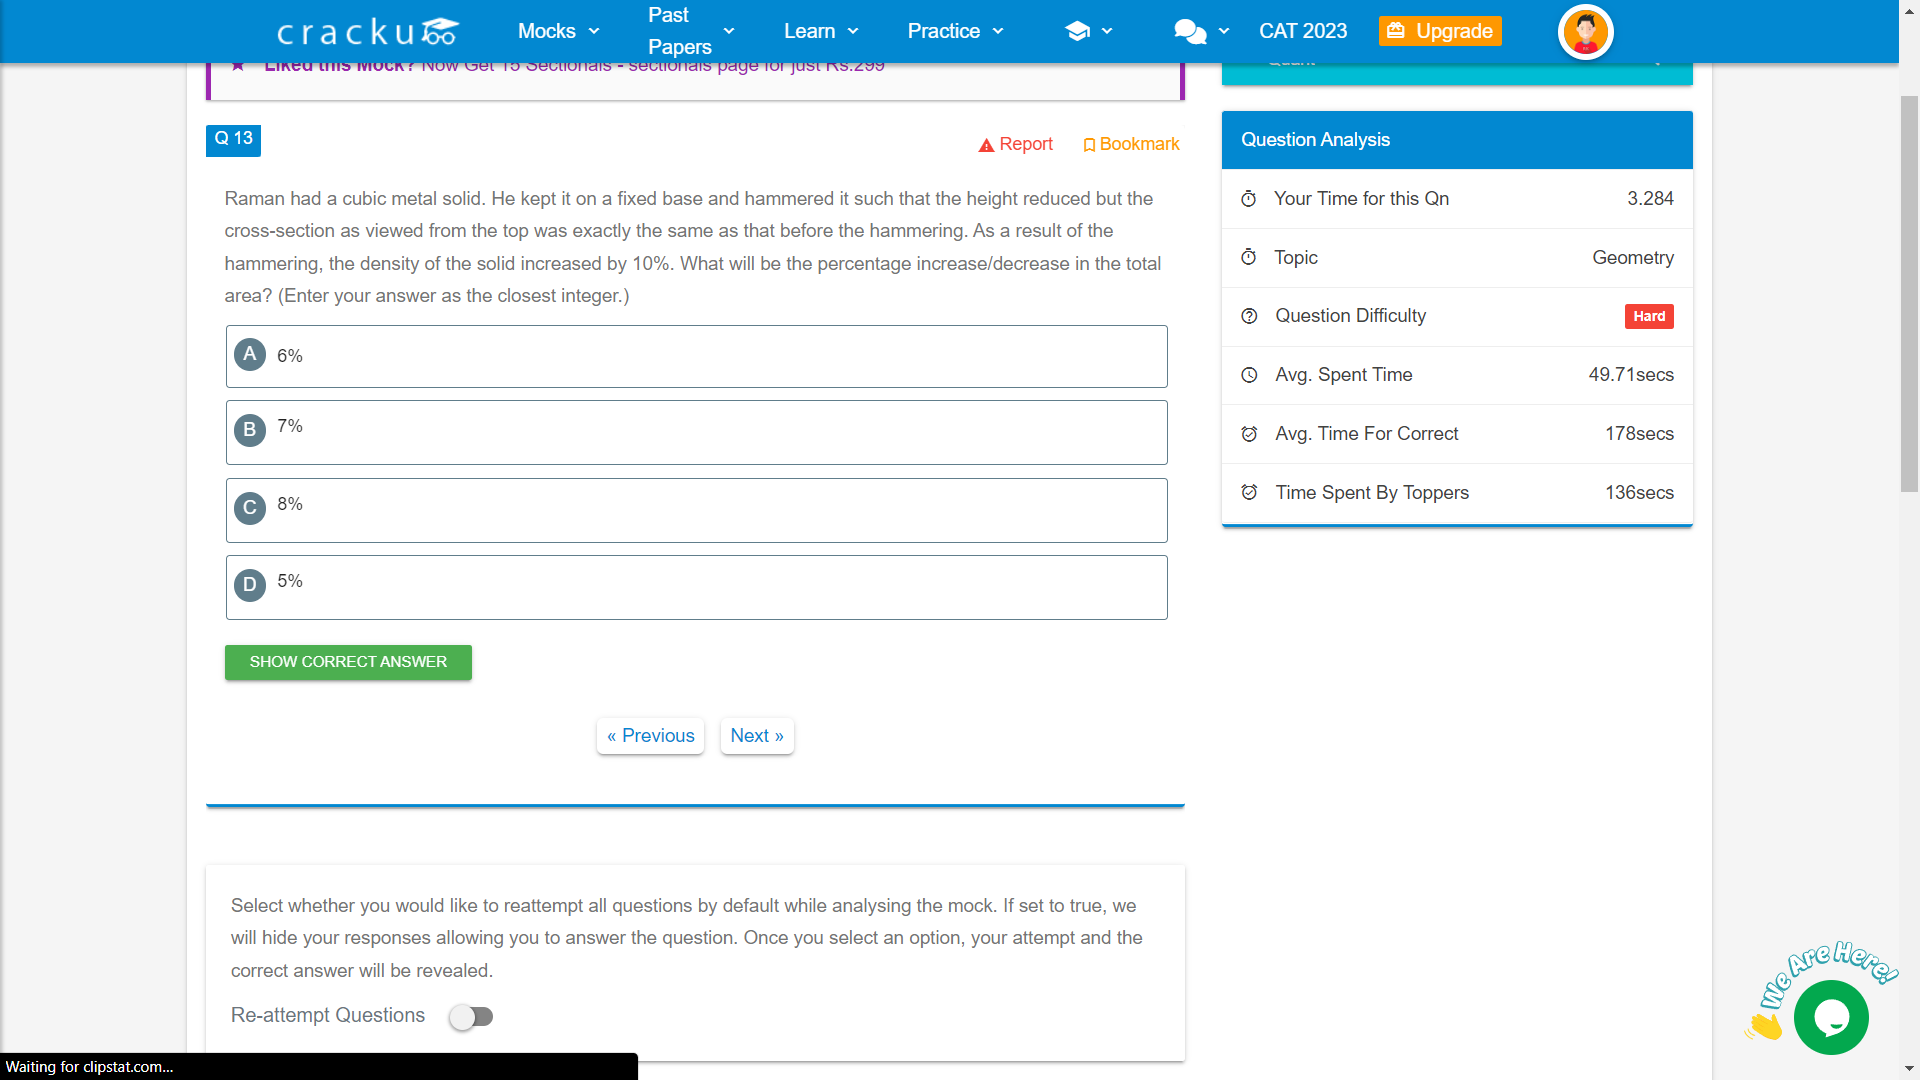 cracku
Mocks
Past
Papers
Learn
Practice
CAT 2023
Upgrade
Liked this Mock? Now Get 15 Sectionals - sectionals page for just Rs.299
Quant
Q 13
Report
Bookmark
Raman had a cubic metal solid. He kept it on a fixed base and hammered it such that the height reduced but the
cross-section as viewed from the top was exactly the same as that before the hammering. As a result of the
hammering, the density of the solid increased by 10%. What will be the percentage increase/decrease in the total
area? (Enter your answer as the closest integer.)
A 6%
B 7%
C 8%
D 5%
SHOW CORRECT ANSWER
« Previous
Next »
Question Analysis
Your Time for this Qn 3.284
Topic Geometry
Question Difficulty Hard
Avg. Spent Time 49.71secs
Avg. Time For Correct 178secs
Time Spent By Toppers 136secs
Select whether you would like to reattempt all questions by default while analysing the mock. If set to true, we
will hide your responses allowing you to answer the question. Once you select an option, your attempt and the
correct answer will be revealed.
Re-attempt Questions
We Are Here!
Waiting for clipstat.com...